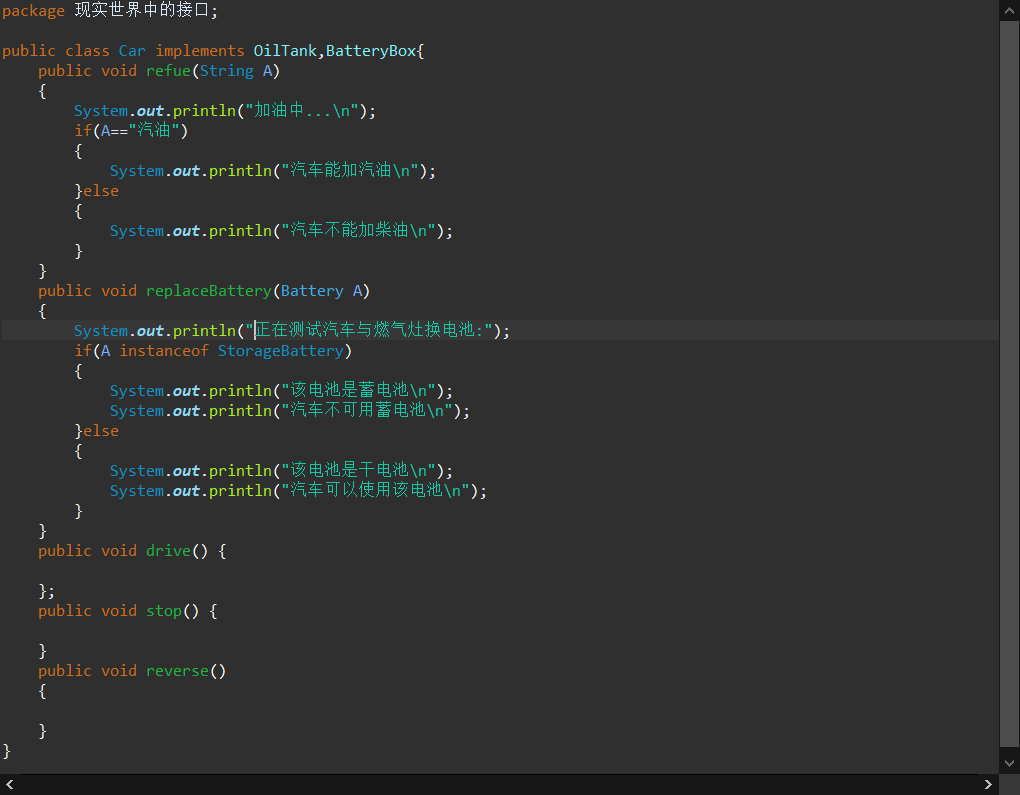 package 现实世界中的接口;
public class Car implements OilTank,BatteryBox{
public void refue(String A)
{
System.out.println("加油中...\n");
if(A=="汽油")
{
System.out.println("汽车能加汽油\n");
}else
{
System.out.println("汽车不能加柴油\n");
}
}
public void replaceBattery(Battery A)
{
System.out.println("正在测试汽车与燃气灶换电池:");
if(A instanceof StorageBattery)
{
System.out.println("该电池是蓄电池\n");
System.out.println("汽车不可用蓄电池\n");
}else
{
System.out.println("该电池是干电池\n");
System.out.println("汽车可以使用该电池\n");
}
}
public void drive() {
};
public void stop() {
}
public void reverse()
{
}
}